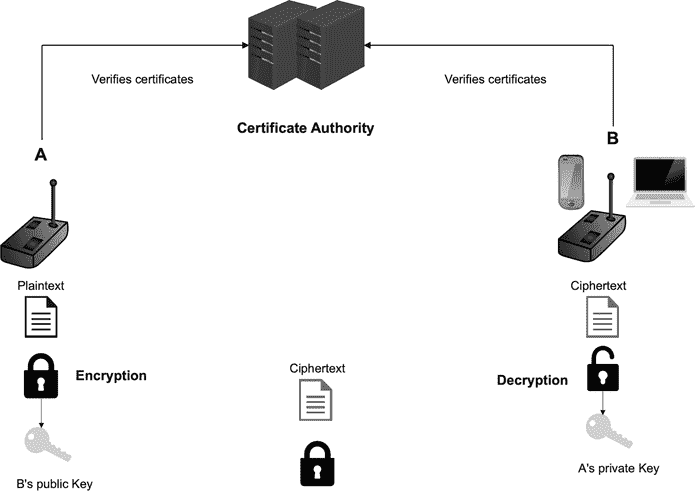 Verifies certificates
Verifies certificates
Certificate Authority
A
B
Plaintext
Ciphertext
Encryption
Ciphertext
Decryption
B's public Key
A's private Key